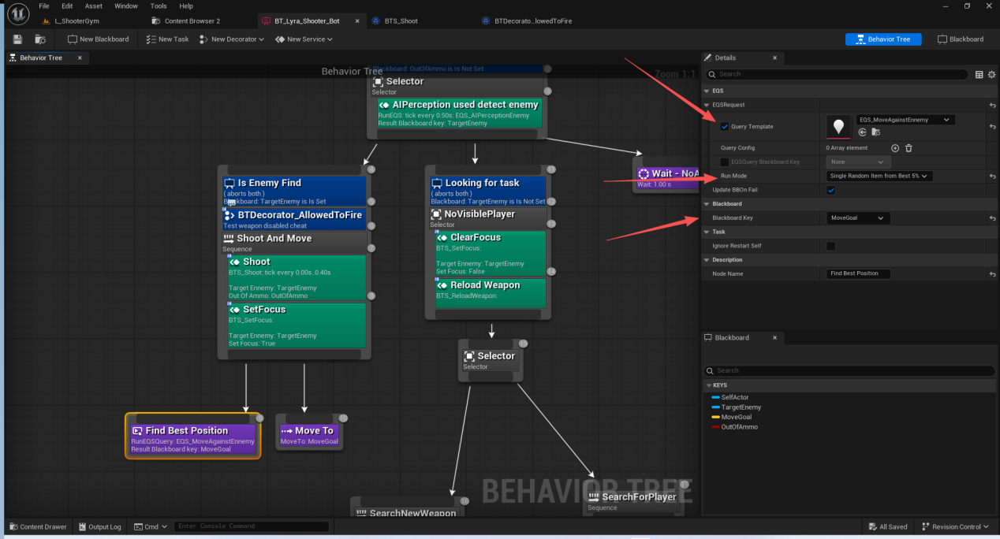 File Edit Asset Window Tools Help
L_ShooterGym
Content Browser 2
BT_Lyra_Shooter_Bot
BTS_Shoot
BTDecorato...lowedToFire
New Blackboard
New Task
New Decorator
New Service
Behavior Tree
Blackboard
Behavior Tree
Behavior Tree
Zoom 1:1
Blackboard: OutOfAmmo is Is Not Set
Selector
Selector
AIPerception used detect enemy
RunEQS: tick every 0.50s: EQS_AIPerceptionEnemy
Result Blackboard key: TargetEnemy
Is Enemy Find
( aborts both )
Blackboard: TargetEnemy is Is Set
BTDecorator_AllowedToFire
Test weapon disabled cheat
Shoot And Move
Sequence
Shoot
BTS_Shoot: tick every 0.00s..0.40s
Target Ennemy: TargetEnemy
Out Of Ammo: OutOfAmmo
SetFocus
BTS_SetFocus:
Target Ennemy: TargetEnemy
Set Focus: True
Looking for task
( aborts both )
Blackboard: TargetEnemy is Is Not Set
NoVisiblePlayer
Selector
ClearFocus
BTS_SetFocus:
Target Ennemy: TargetEnemy
Set Focus: False
Reload Weapon
BTS_ReloadWeapon:
Wait - NoA
Wait: 1.00 s
Selector
Selector
Find Best Position
RunEQSQuery: EQS_MoveAgainstEnnemy
Result Blackboard key: MoveGoal
Move To
MoveTo: MoveGoal
SearchNewWeapon
SearchForPlayer
Sequence
BEHAVIOR TREE
Details
Search
EQS
EQSRequest
Query Template
EQS_MoveAgainstEnnemy
Query Config
0 Array element
EQSQuery Blackboard Key
None
Run Mode
Single Random Item from Best 5%
Update BBOn Fail
Blackboard
Blackboard Key
MoveGoal
Task
Ignore Restart Self
Description
Node Name
Find Best Position
Blackboard
Search
KEYS
SelfActor
TargetEnemy
MoveGoal
OutOfAmmo
Content Drawer
Output Log
Cmd
Enter Console Command
All Saved
Revision Control